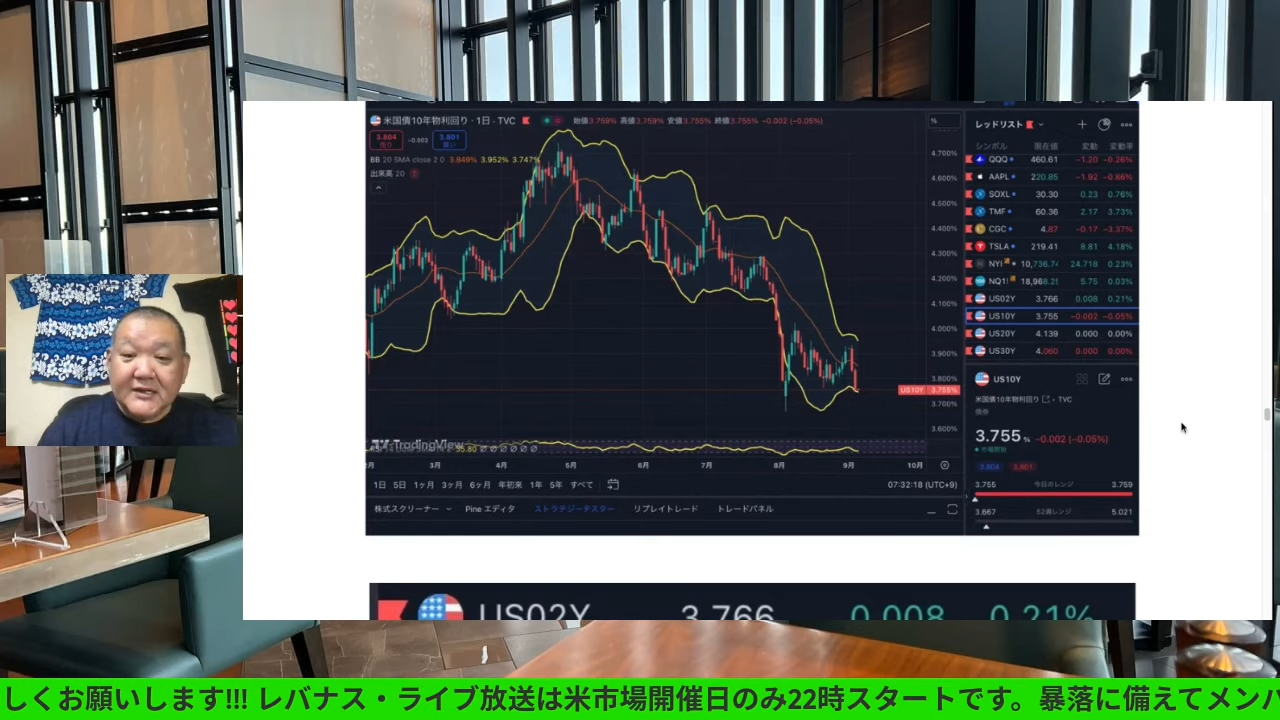 米国債10年物利回り・1日・TVC 始値3.759% 高値3.759% 安値3.755% 終値3.755% −0.002 (−0.05%)
3.804 売り −0.003 3.801 買い
BB 20 SMA close 2 0 3.849% 3.952% 3.747%
出来高 20
%
4.700%
4.600%
4.500%
4.400%
4.300%
4.200%
4.100%
4.000%
3.900%
3.800%
US10Y 3.755%
3.700%
3.600%
TradingView
35.80
月 3月 4月 5月 6月 7月 8月 9月 10月
1日 5日 1ヶ月 3ヶ月 6ヶ月 年初来 1年 5年 すべて 07:32:18 (UTC+9)
株式スクリーナー Pine エディタ ストラテジーテスター リプレイトレード トレードパネル
レッドリスト
シンボル 現在値 変動 変動率
QQQ 460.61 −1.20 −0.26%
AAPL 220.85 −1.92 −0.86%
SOXL 30.30 0.23 0.76%
TMF 60.36 2.17 3.73%
CGC 4.87 −0.17 −3.37%
TSLA 219.41 8.81 4.18%
NYI 10,736.74 24.718 0.23%
NQ1! 18,968.25 5.75 0.03%
US02Y 3.766 0.008 0.21%
US10Y 3.755 −0.002 −0.05%
US20Y 4.139 0.000 0.00%
US30Y 4.060 0.000 0.00%
US10Y
米国債10年物利回り・TVC
債券
3.755 % −0.002 (−0.05%)
市場開放
3.804 3.801
3.755 今日のレンジ 3.759
3.667 52週レンジ 5.021
US02Y 3.766 0.008 0.21%
しくお願いします!!! レバナス・ライブ放送は米市場開催日のみ22時スタートです。暴落に備えてメンバ